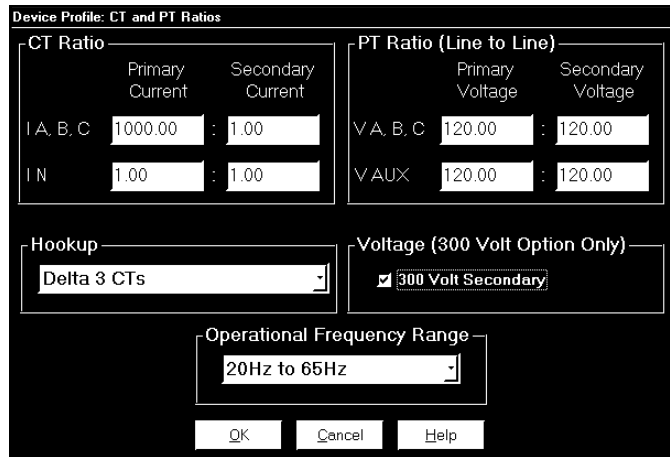 Device Profile: CT and PT Ratios
CT Ratio
Primary Current
Secondary Current
I A, B, C 1000.00 : 1.00
I N 1.00 : 1.00
PT Ratio (Line to Line)
Primary Voltage
Secondary Voltage
V A, B, C 120.00 : 120.00
V AUX 120.00 : 120.00
Hookup
Delta 3 CTs
Voltage (300 Volt Option Only)
300 Volt Secondary
Operational Frequency Range
20Hz to 65Hz
OK Cancel Help